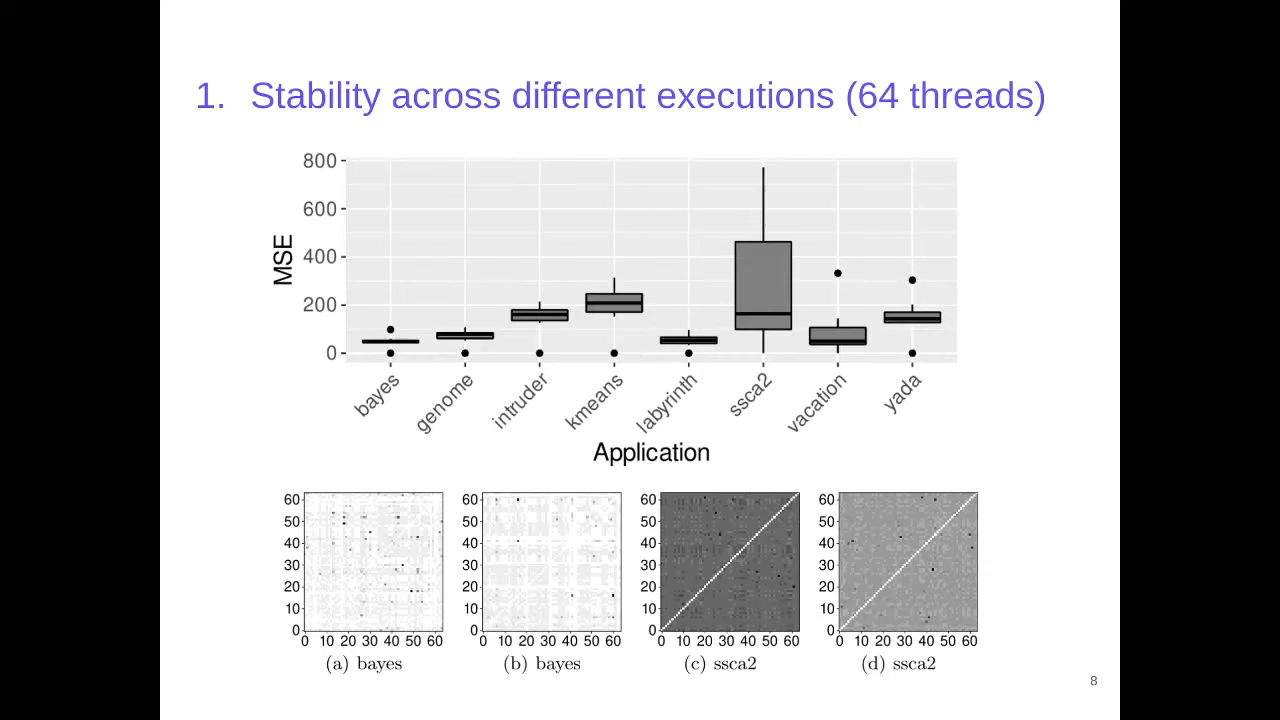 1. Stability across different executions (64 threads)
800
600
400
200
0
MSE
bayes genome intruder kmeans labyrinth ssca2 vacation yada
Application
60 60 60 60
50 50 50 50
40 40 40 40
30 30 30 30
20 20 20 20
10 10 10 10
0 0 0 0
0 10 20 30 40 50 60 0 10 20 30 40 50 60 0 10 20 30 40 50 60 0 10 20 30 40 50 60
(a) bayes (b) bayes (c) ssca2 (d) ssca2
8